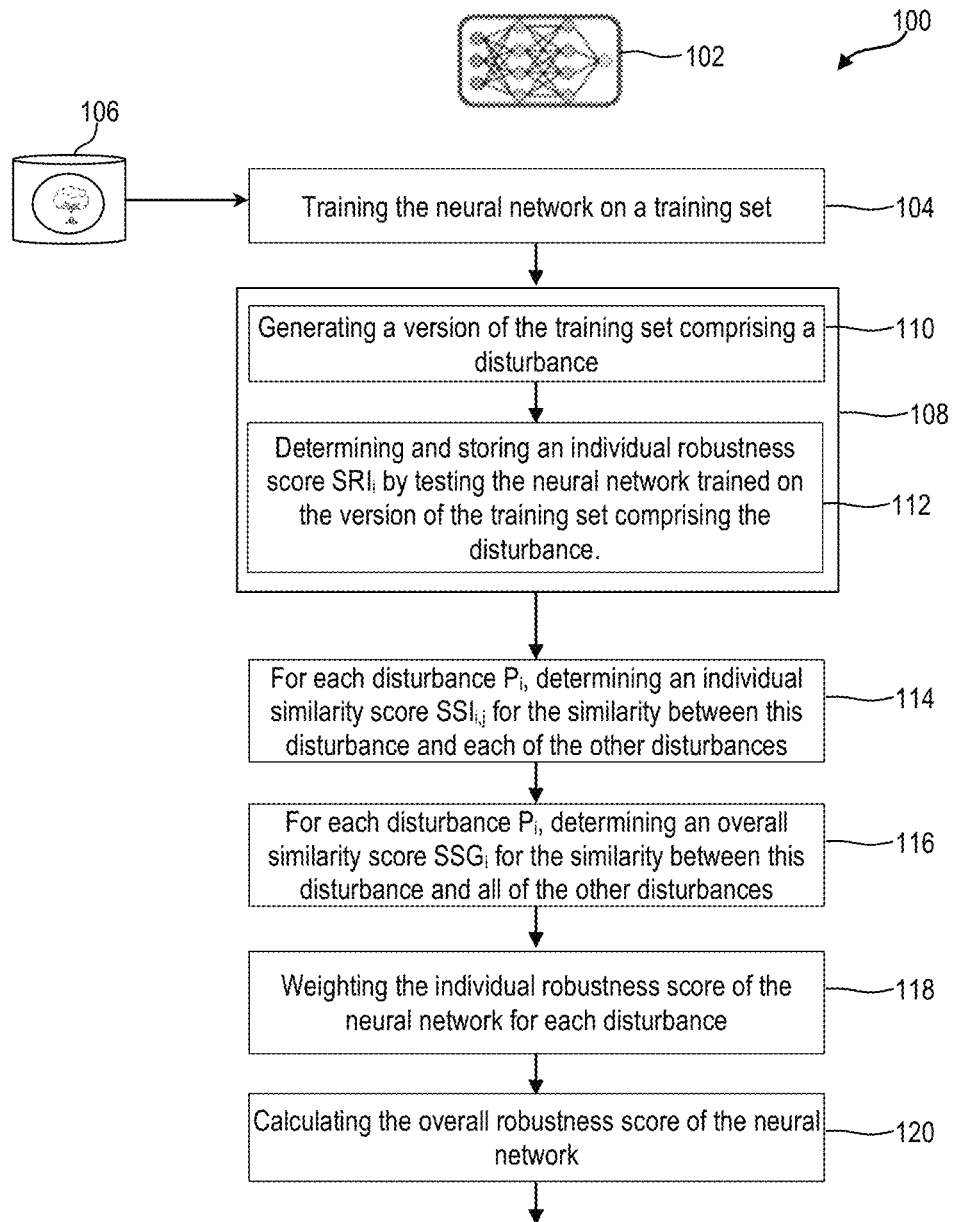 100
102
106
Training the neural network on a training set
104
Generating a version of the training set comprising a
disturbance
110
108
Determining and storing an individual robustness
score SRIᵢ by testing the neural network trained on
the version of the training set comprising the
disturbance.
112
For each disturbance Pᵢ, determining an individual
similarity score SSIᵢ,ⱼ for the similarity between this
disturbance and each of the other disturbances
114
For each disturbance Pᵢ, determining an overall
similarity score SSGᵢ for the similarity between this
disturbance and all of the other disturbances
116
Weighting the individual robustness score of the
neural network for each disturbance
118
Calculating the overall robustness score of the neural
network
120